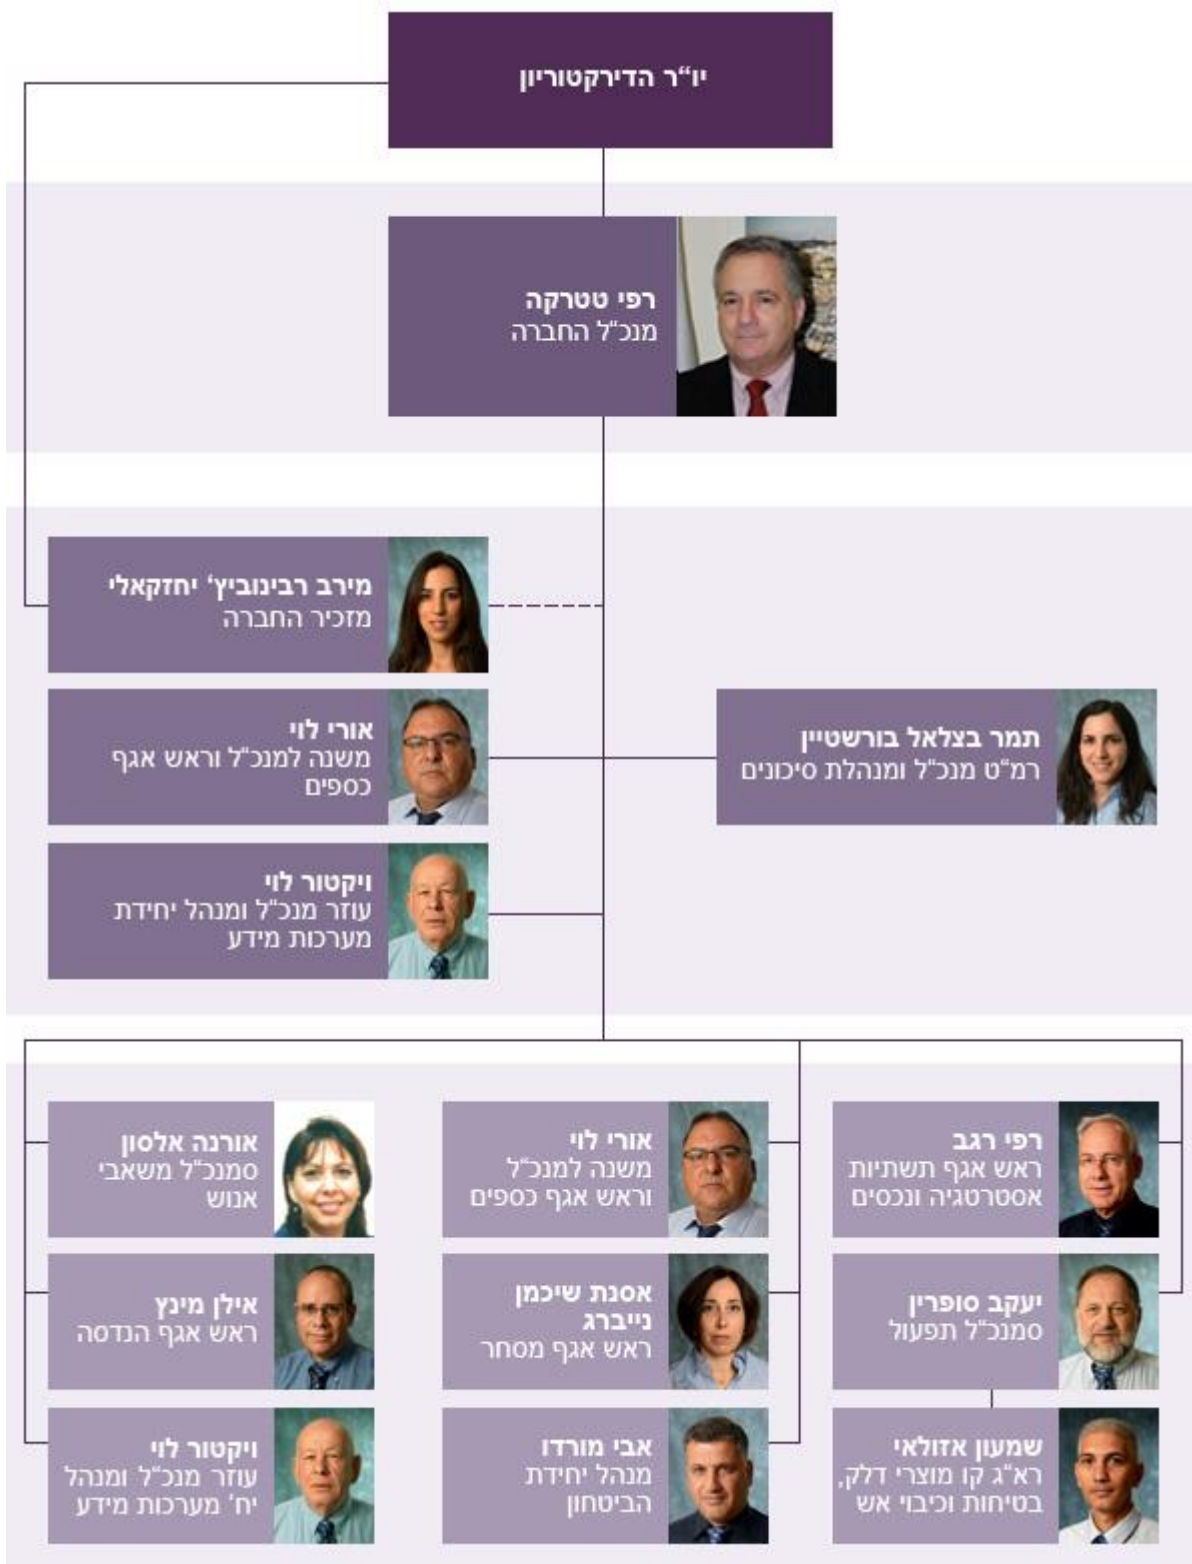 יו“ר הדירקטוריון
רפי טטרקה
מנכ“ל החברה
מירב רבינוביץ‘ יחזקאלי
מזכיר החברה
אורי לוי
משנה למנכ“ל וראש אגף
כספים
תמר בצלאל בורשטיין
רמ“ט מנכ“ל ומנהלת סיכונים
ויקטור לוי
עוזר מנכ“ל ומנהל יחידת
מערכות מידע
רפי רגב
ראש אגף תשתיות
אסטרטגיה ונכסים
אורי לוי
משנה למנכ“ל
וראש אגף כספים
אורנה אלסון
סמנכ“ל משאבי
אנוש
יעקב סופרין
סמנכ“ל תפעול
אסנת שיכמן
נייברג
ראש אגף מסחר
אילן מינץ
ראש אגף הנדסה
שמעון אזולאי
רא“ג קו מוצרי דלק,
בטיחות וכיבוי אש
אבי מורדו
מנהל יחידת
הביטחון
ויקטור לוי
עוזר מנכ“ל ומנהל
יח‘ מערכות מידע